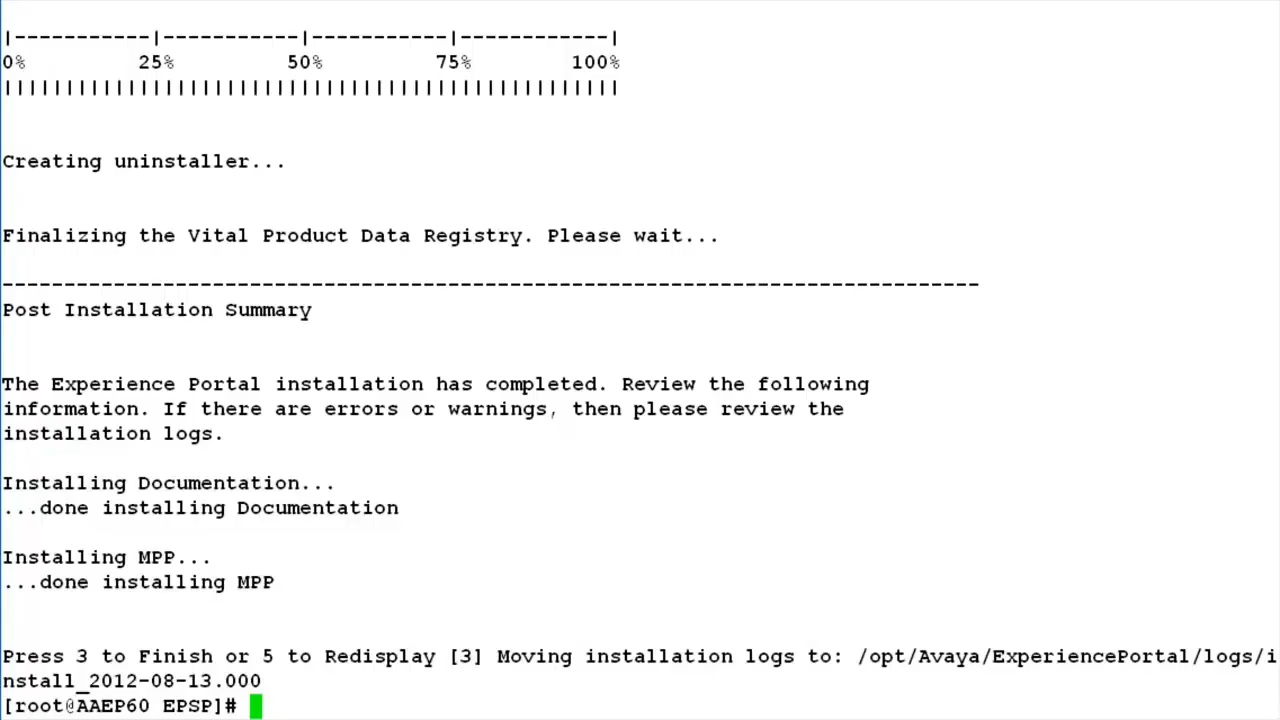 |-----------|-----------|-----------|------------|
0% 25% 50% 75% 100%
||||||||||||||||||||||||||||||||||||||||||||||||||
Creating uninstaller...
Finalizing the Vital Product Data Registry. Please wait...
-------------------------------------------------------------------------------
Post Installation Summary
The Experience Portal installation has completed. Review the following
information. If there are errors or warnings, then please review the
installation logs.
Installing Documentation...
...done installing Documentation
Installing MPP...
...done installing MPP
Press 3 to Finish or 5 to Redisplay [3] Moving installation logs to: /opt/Avaya/ExperiencePortal/logs/i
nstall_2012-08-13.000
[root@AAEP60 EPSP]#